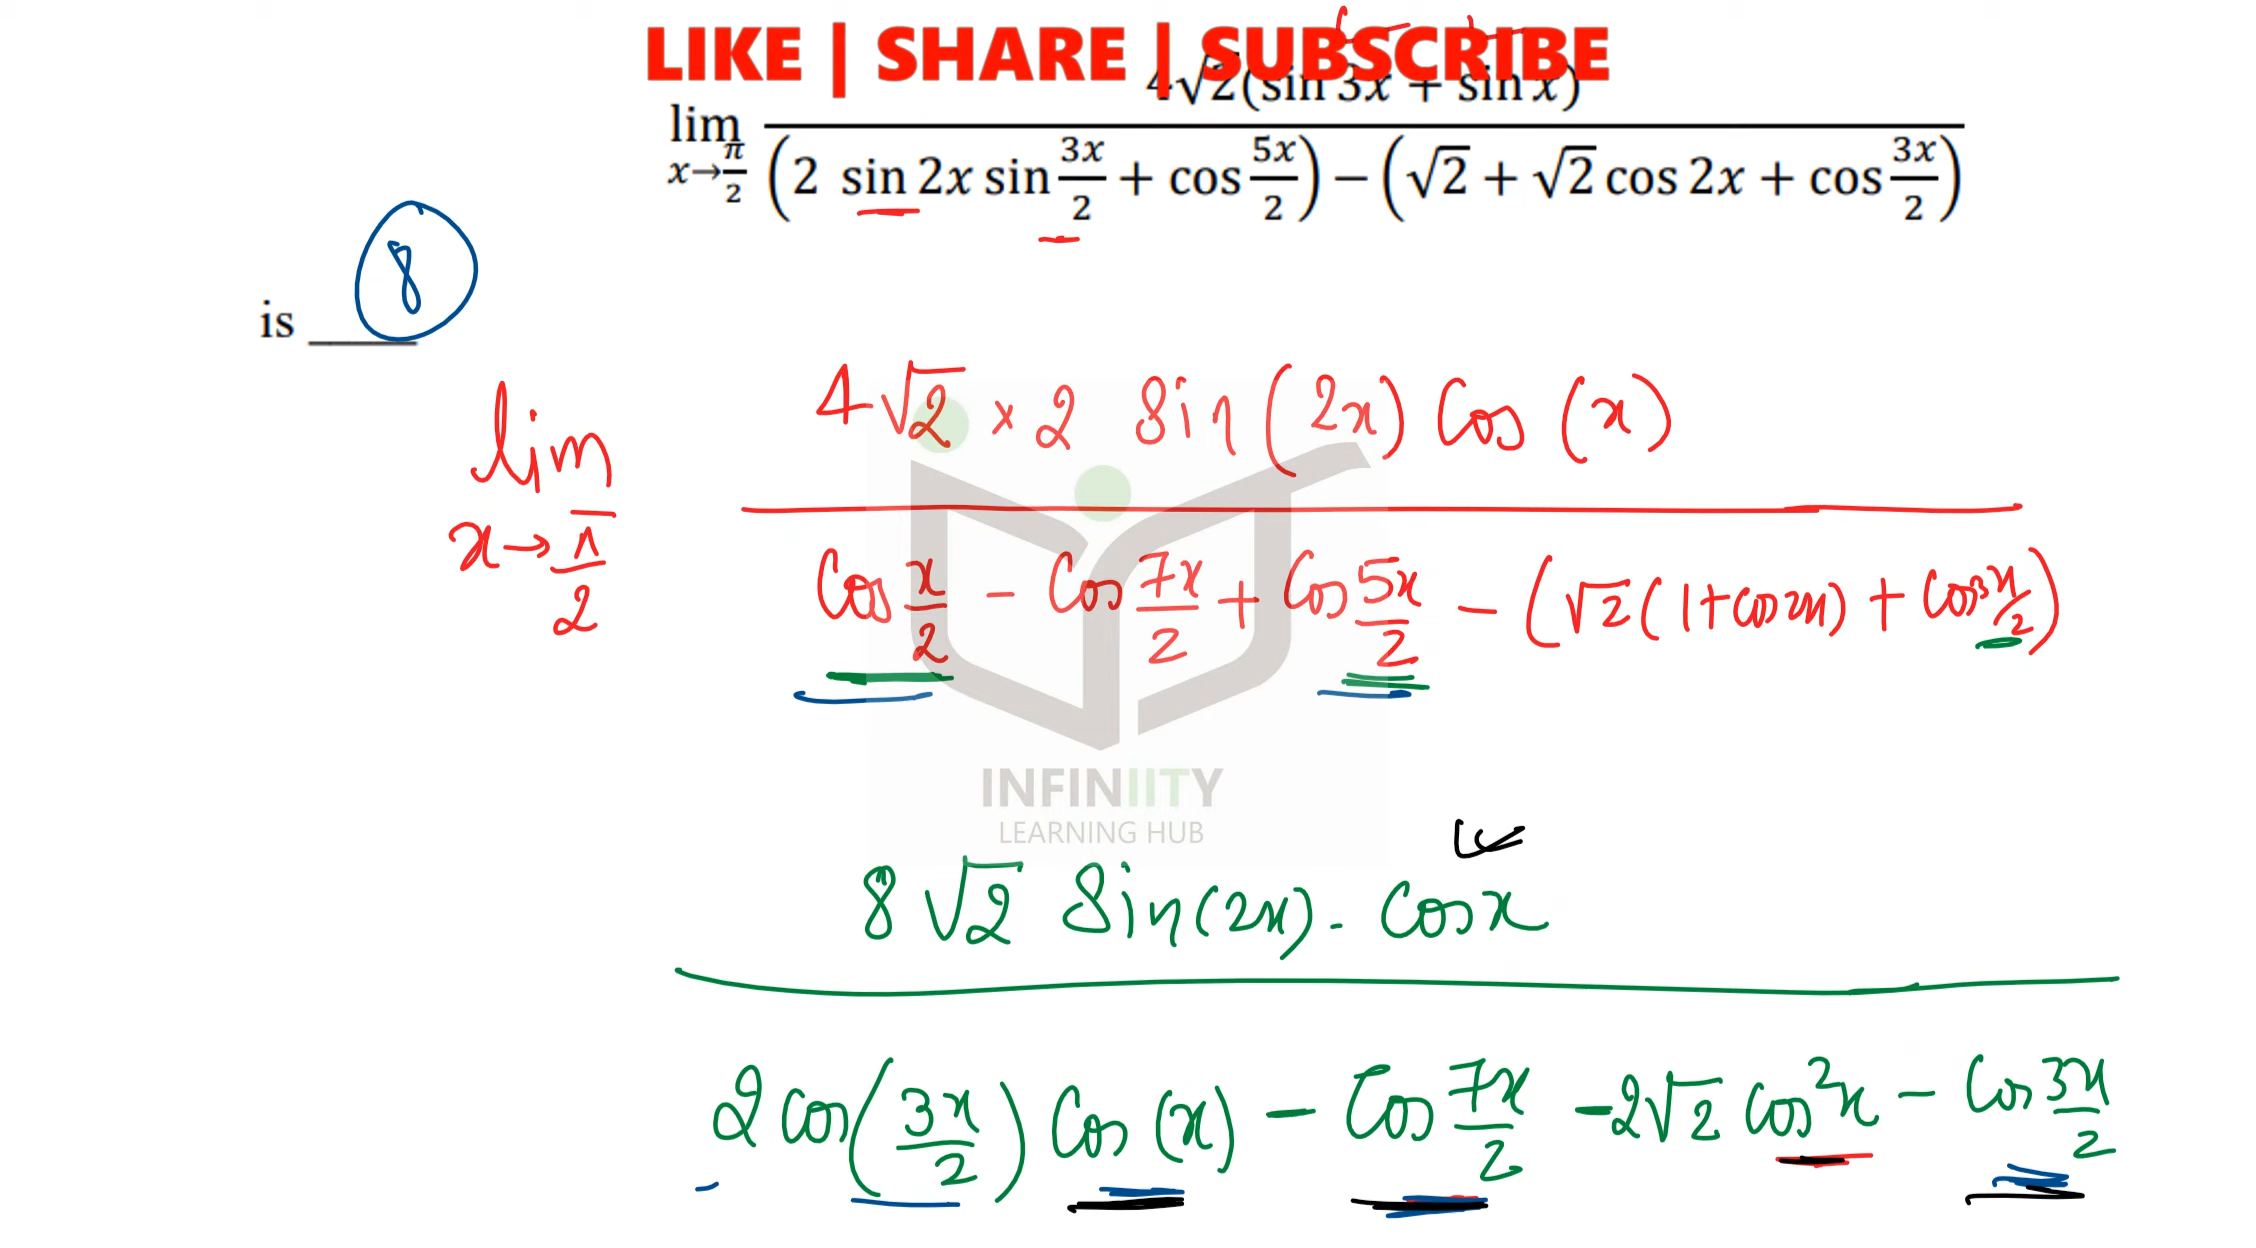 LIKE | SHARE | SUBSCRIBE
4√2(sin 3x + sin x)
lim x→π/2 (2 sin 2x sin 3x/2 + cos 5x/2) − (√2 + √2 cos 2x + cos 3x/2)
8
is ____
4√2 × 2 Sin(2x) Cos(x)
lim x→π/2
Cos x/2 − Cos 7x/2 + Cos 5x/2 − (√2(1+cos2x) + Cos 3x/2)
INFINIITY
LEARNING HUB
8√2 Sin(2x). Cosx
2cos(3x/2) Cos(x) − Cos 7x/2 −2√2 Cos²x − Cos 3x/2